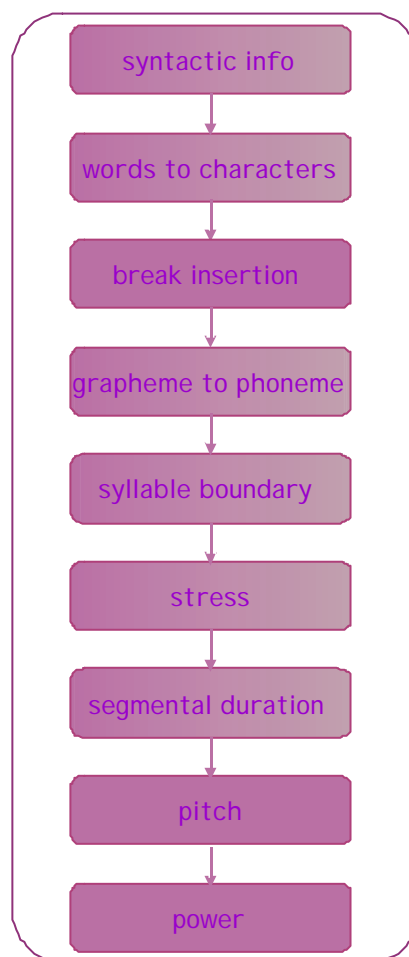 syntactic info
words to characters
break insertion
grapheme to phoneme
syllable boundary
stress
segmental duration
pitch
power